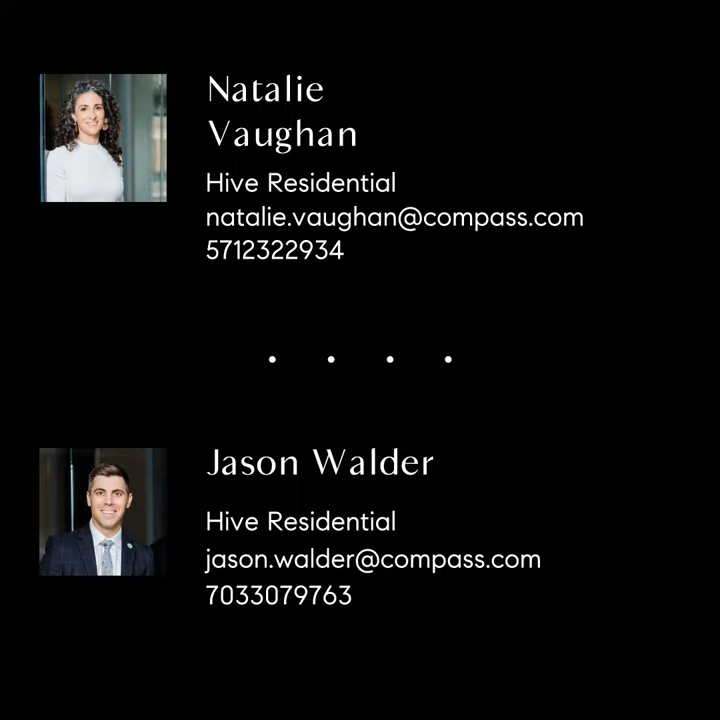 Natalie
Vaughan
Hive Residential
natalie.vaughan@compass.com
5712322934
Jason Walder
Hive Residential
jason.walder@compass.com
7033079763